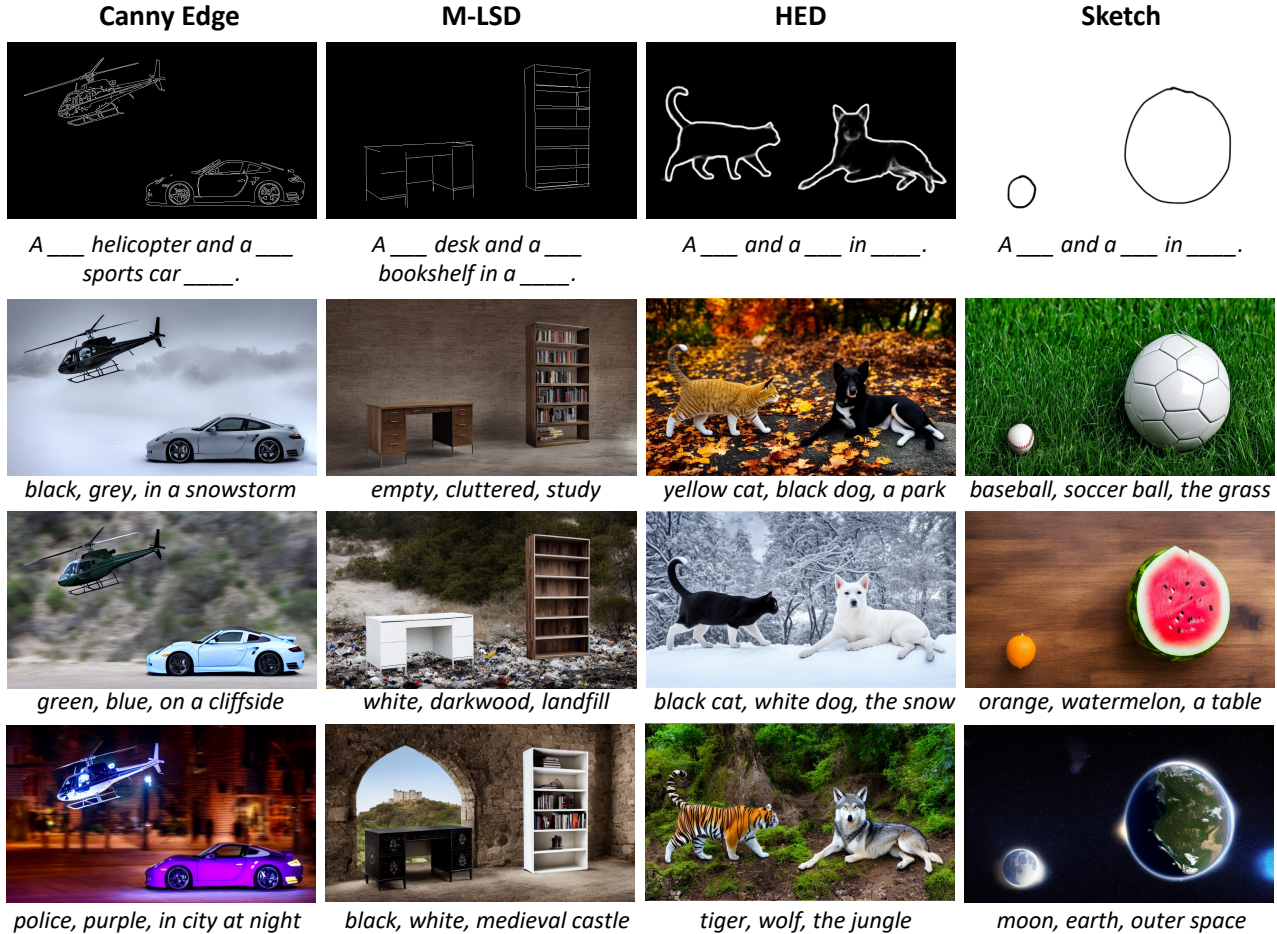 Canny Edge
M-LSD
HED
Sketch
A ___ helicopter and a ___
sports car ____.
A ___ desk and a ___
bookshelf in a ____.
A ___ and a ___ in ____.
A ___ and a ___ in ____.
black, grey, in a snowstorm
empty, cluttered, study
yellow cat, black dog, a park
baseball, soccer ball, the grass
green, blue, on a cliffside
white, darkwood, landfill
black cat, white dog, the snow
orange, watermelon, a table
police, purple, in city at night
black, white, medieval castle
tiger, wolf, the jungle
moon, earth, outer space